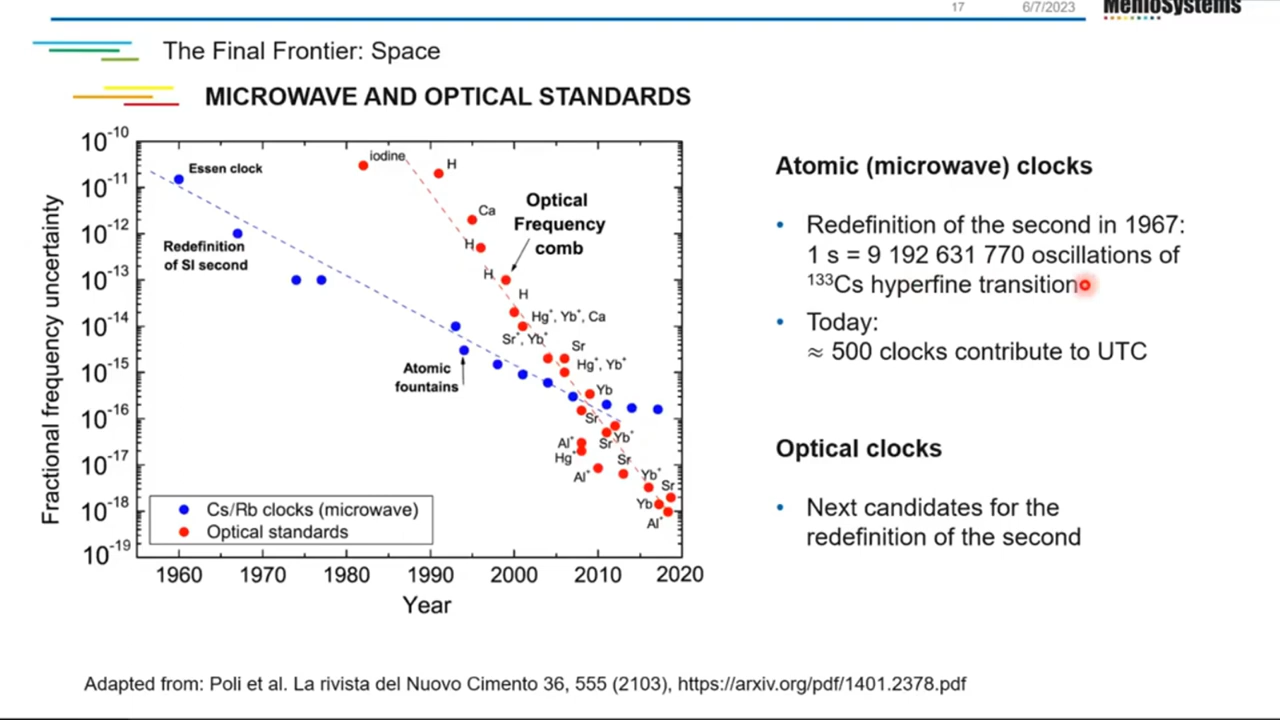 17 6/7/2023 MenloSystems
The Final Frontier: Space
MICROWAVE AND OPTICAL STANDARDS
10⁻¹⁰
10⁻¹¹
10⁻¹²
10⁻¹³
10⁻¹⁴
10⁻¹⁵
10⁻¹⁶
10⁻¹⁷
10⁻¹⁸
10⁻¹⁹
Fractional frequency uncertainty
Essen clock
Redefinition
of SI second
iodine
H
Ca
H
Optical
Frequency
comb
H
H
Hg⁺, Yb⁺, Ca
Sr⁺, Yb⁺
Sr
Hg⁺, Yb⁺
Atomic
fountains
Yb
Sr
Yb⁺
Sr
Al⁺
Hg⁺
Al⁺
Sr
Yb⁺
Sr
Yb
Al⁺
Cs/Rb clocks (microwave)
Optical standards
1960 1970 1980 1990 2000 2010 2020
Year
Atomic (microwave) clocks
• Redefinition of the second in 1967:
1 s = 9 192 631 770 oscillations of
¹³³Cs hyperfine transition
• Today:
≈ 500 clocks contribute to UTC
Optical clocks
• Next candidates for the
redefinition of the second
Adapted from: Poli et al. La rivista del Nuovo Cimento 36, 555 (2103), https://arxiv.org/pdf/1401.2378.pdf